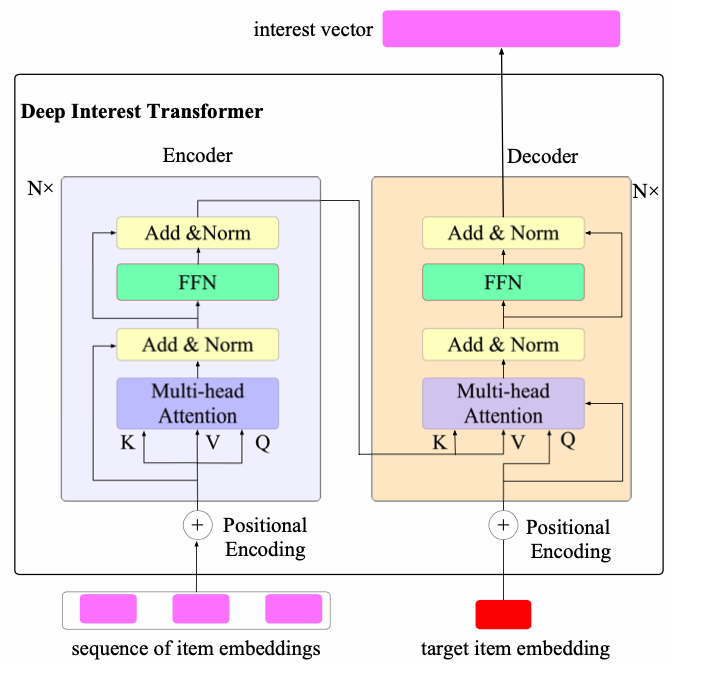 interest vector
Deep Interest Transformer
Encoder
Decoder
N×
N×
Add &Norm
FFN
Add & Norm
Multi-head
Attention
K
V
Q
Add & Norm
FFN
Add & Norm
Multi-head
Attention
K
V
Q
+
Positional
Encoding
+
Positional
Encoding
sequence of item embeddings
target item embedding